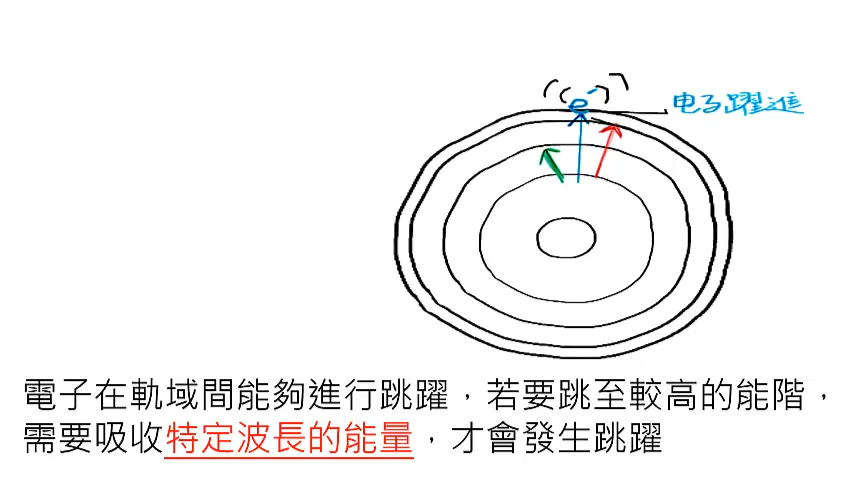 e⁻
电子躍進
電子在軌域間能夠進行跳躍，若要跳至較高的能階，
需要吸收特定波長的能量，才會發生跳躍